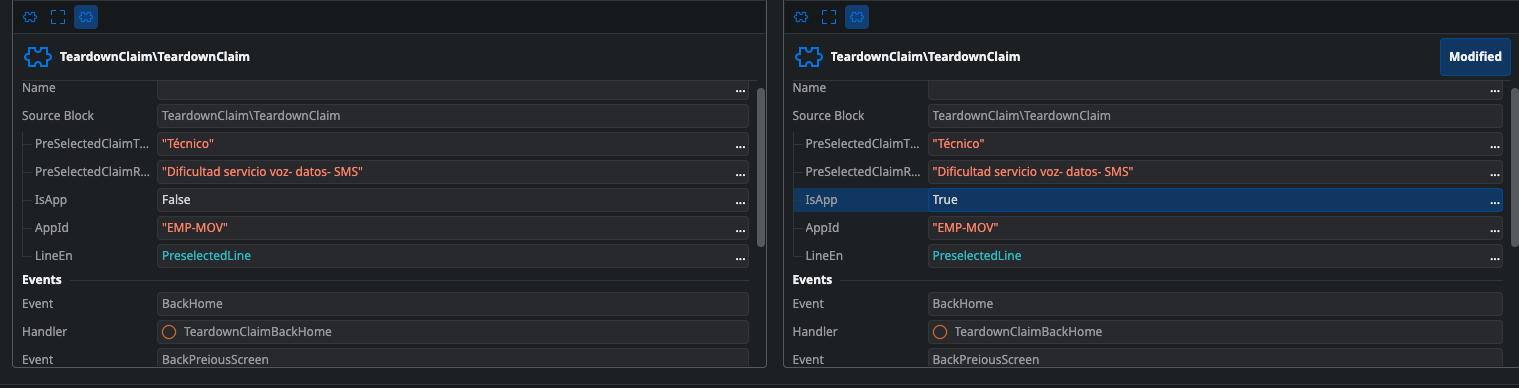 TeardownClaim\TeardownClaim
Name
...
Source Block TeardownClaim\TeardownClaim
PreSelectedClaimT... "Técnico" ...
PreSelectedClaimR... "Dificultad servicio voz- datos- SMS" ...
IsApp False ...
AppId "EMP-MOV" ...
LineEn PreselectedLine ...
Events
Event BackHome
Handler TeardownClaimBackHome
Event BackPreiousScreen
TeardownClaim\TeardownClaim Modified
Name
...
Source Block TeardownClaim\TeardownClaim
PreSelectedClaimT... "Técnico" ...
PreSelectedClaimR... "Dificultad servicio voz- datos- SMS" ...
IsApp True ...
AppId "EMP-MOV" ...
LineEn PreselectedLine ...
Events
Event BackHome
Handler TeardownClaimBackHome
Event BackPreiousScreen